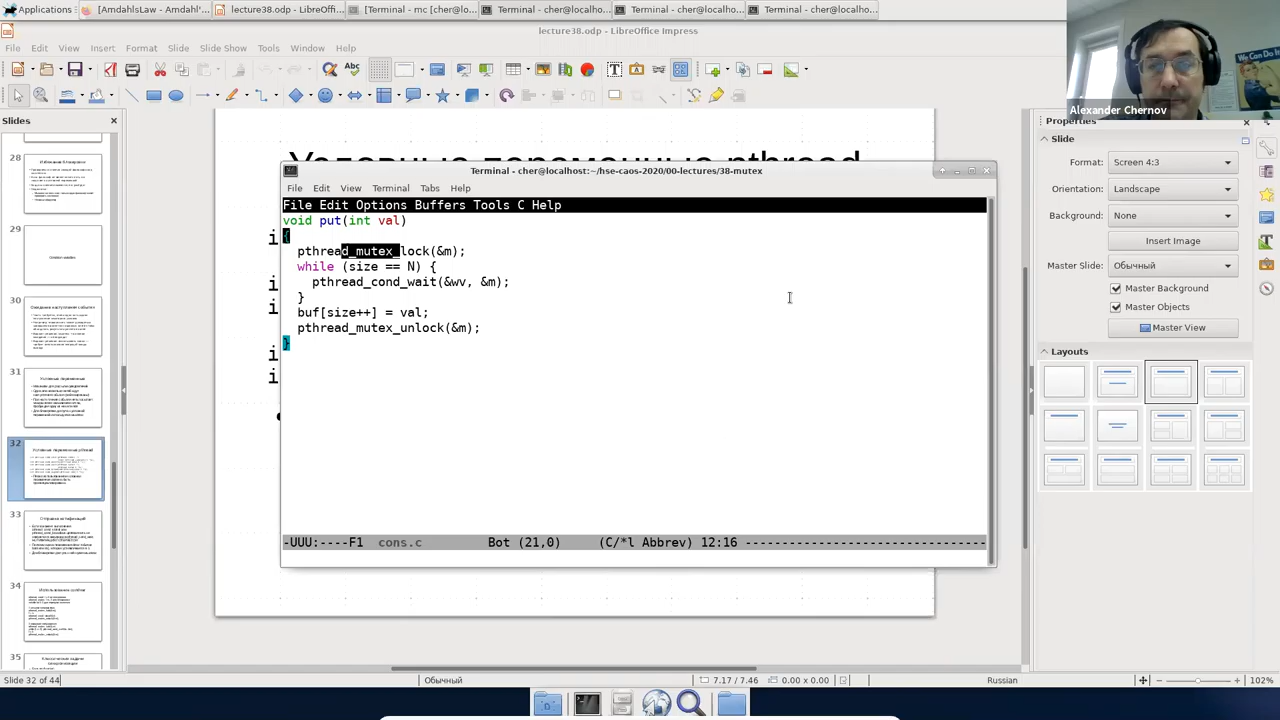 Applications
[AmdahlsLaw - Amdahl'...
lecture38.odp - LibreOffi...
[Terminal - mc [cher@lo...
Terminal - cher@localho...
Terminal - cher@localho...
Terminal - cher@localho...
lecture38.odp - LibreOffice Impress
File Edit View Insert Format Slide Slide Show Tools Window Help
Alexander Chernov
Slides
28
29
30
31
Условные переменные
32
33
34
35
Условные переменные pthread
Terminal - cher@localhost:~/hse-caos-2020/00-lectures/38-mutex
File Edit View Terminal Tabs Help
File Edit Options Buffers Tools C Help
void put(int val)
{
pthread_mutex_lock(&m);
while (size == N) {
pthread_cond_wait(&wv, &m);
}
buf[size++] = val;
pthread_mutex_unlock(&m);
}
-UUU:----F1 cons.c Bot (21,0) (C/*l Abbrev) 12:16 --------------------------------
Properties
Slide
Format: Screen 4:3
Orientation: Landscape
Background: None
Insert Image
Master Slide: Обычный
Master Background
Master Objects
Master View
Layouts
Slide 32 of 44
Обычный
7.17 / 7.46
0.00 x 0.00
Russian
102%